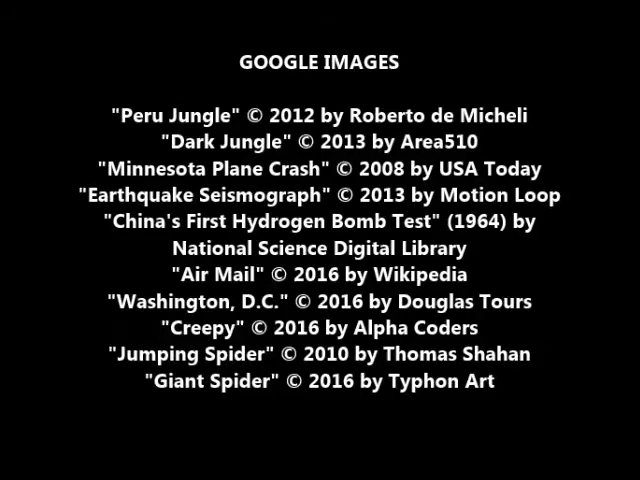 GOOGLE IMAGES
"Peru Jungle" © 2012 by Roberto de Micheli
"Dark Jungle" © 2013 by Area510
"Minnesota Plane Crash" © 2008 by USA Today
"Earthquake Seismograph" © 2013 by Motion Loop
"China's First Hydrogen Bomb Test" (1964) by
National Science Digital Library
"Air Mail" © 2016 by Wikipedia
"Washington, D.C." © 2016 by Douglas Tours
"Creepy" © 2016 by Alpha Coders
"Jumping Spider" © 2010 by Thomas Shahan
"Giant Spider" © 2016 by Typhon Art